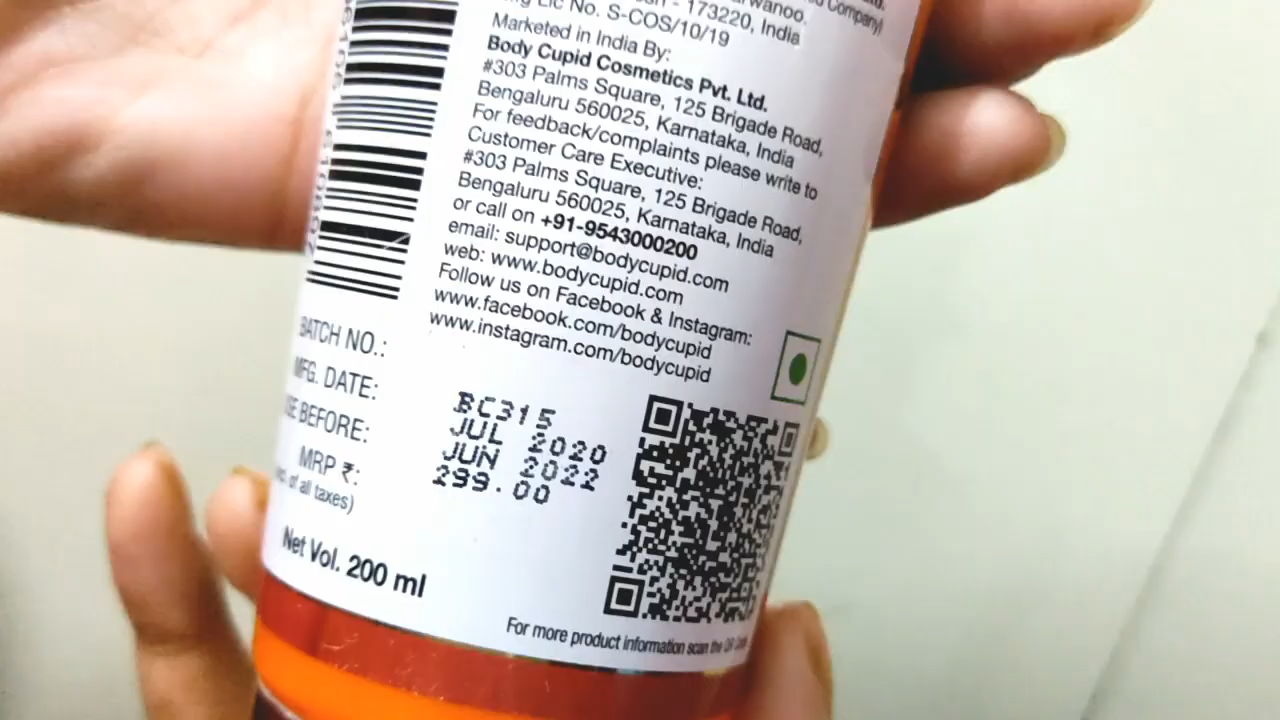 - 173220, India
Lic No. S-COS/10/19
Marketed in India By:
Body Cupid Cosmetics Pvt. Ltd.
#303 Palms Square, 125 Brigade Road,
Bengaluru 560025, Karnataka, India
For feedback/complaints please write to
Customer Care Executive:
#303 Palms Square, 125 Brigade Road,
Bengaluru 560025, Karnataka, India
or call on +91-9543000200
email: support@bodycupid.com
web: www.bodycupid.com
Follow us on Facebook & Instagram:
www.facebook.com/bodycupid
www.instagram.com/bodycupid
BATCH NO.: BC315
MFG. DATE: JUL 2020
BEFORE: JUN 2022
MRP ₹: 299.00
of all taxes)
Net Vol. 200 ml
For more product information scan the QR